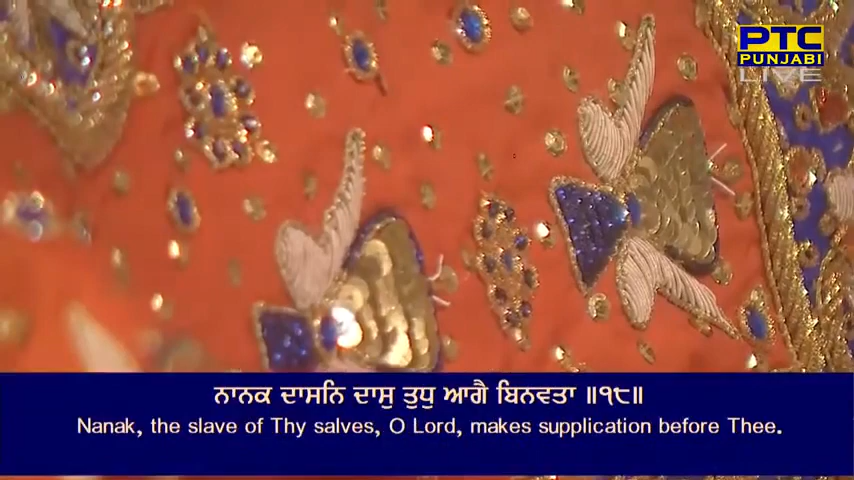 PTC
PUNJABI
LIVE
ਨਾਨਕ ਦਾਸਨਿ ਦਾਸੁ ਤੁਧੁ ਆਗੈ ਬਿਨਵਤਾ ॥੧੮॥
Nanak, the slave of Thy salves, O Lord, makes supplication before Thee.